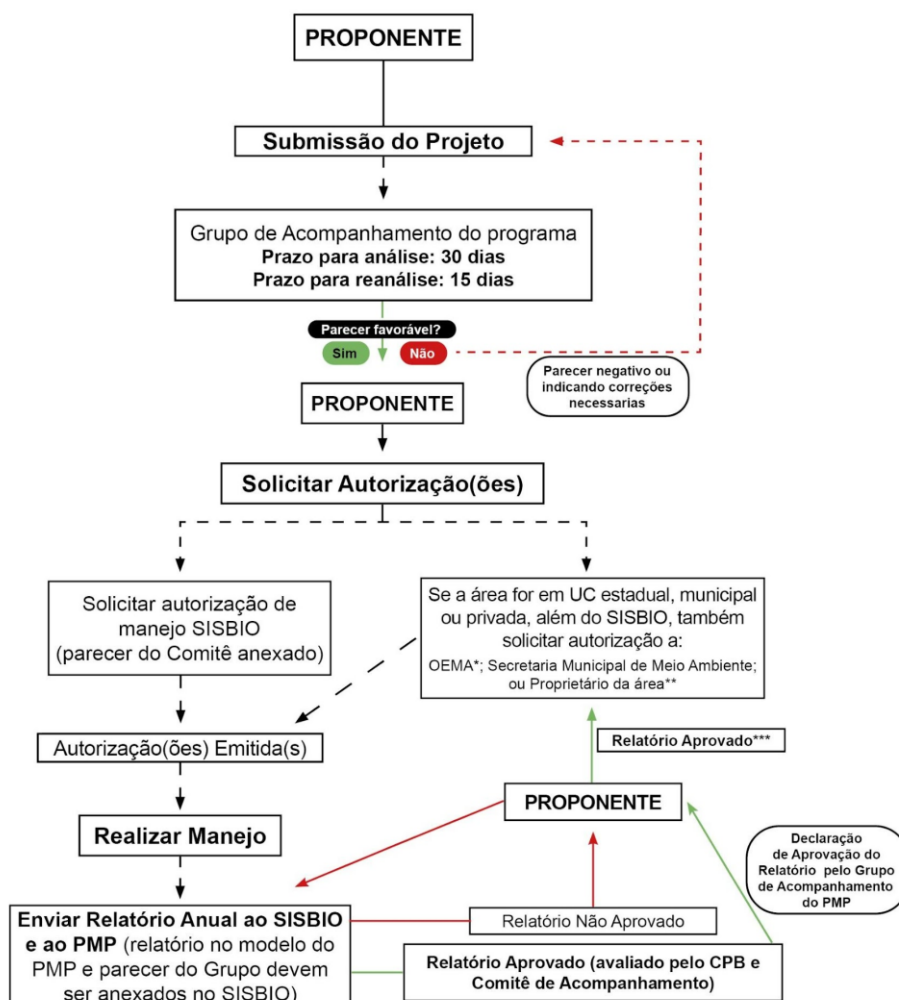 PROPONENTE
Submissão do Projeto
Grupo de Acompanhamento do programa
Prazo para análise: 30 dias
Prazo para reanálise: 15 dias
Parecer favorável?
Sim
Não
Parecer negativo ou
indicando correções
necessarias
PROPONENTE
Solicitar Autorização(ões)
Solicitar autorização de
manejo SISBIO
(parecer do Comitê anexado)
Se a área for em UC estadual, municipal
ou privada, além do SISBIO, também
solicitar autorização a:
OEMA*; Secretaria Municipal de Meio Ambiente;
ou Proprietário da área**
Autorização(ões) Emitida(s)
Relatório Aprovado***
PROPONENTE
Realizar Manejo
Declaração
de Aprovação do
Relatório pelo Grupo
de Acompanhamento
do PMP
Enviar Relatório Anual ao SISBIO
e ao PMP (relatório no modelo do
PMP e parecer do Grupo devem
ser anexados no SISBIO)
Relatório Não Aprovado
Relatório Aprovado (avaliado pelo CPB e
Comitê de Acompanhamento)